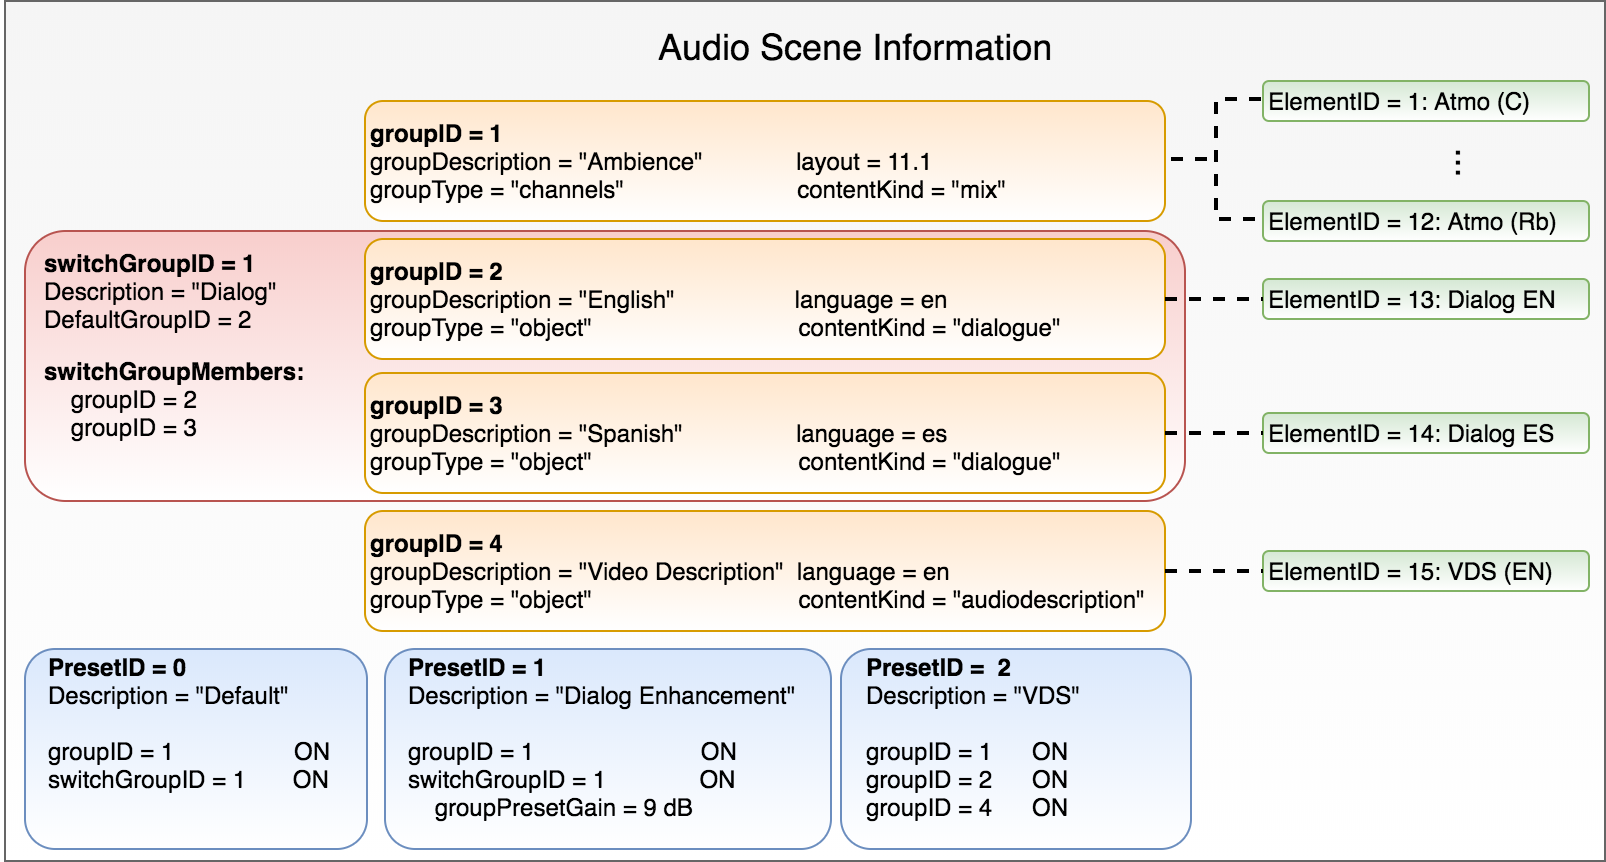 Audio Scene Information
groupID = 1
groupDescription = "Ambience" layout = 11.1
groupType = "channels" contentKind = "mix"
ElementID = 1: Atmo (C)
⋮
ElementID = 12: Atmo (Rb)
switchGroupID = 1
Description = "Dialog"
DefaultGroupID = 2
switchGroupMembers:
groupID = 2
groupID = 3
groupID = 2
groupDescription = "English" language = en
groupType = "object" contentKind = "dialogue"
ElementID = 13: Dialog EN
groupID = 3
groupDescription = "Spanish" language = es
groupType = "object" contentKind = "dialogue"
ElementID = 14: Dialog ES
groupID = 4
groupDescription = "Video Description" language = en
groupType = "object" contentKind = "audiodescription"
ElementID = 15: VDS (EN)
PresetID = 0
Description = "Default"
groupID = 1 ON
switchGroupID = 1 ON
PresetID = 1
Description = "Dialog Enhancement"
groupID = 1 ON
switchGroupID = 1 ON
groupPresetGain = 9 dB
PresetID = 2
Description = "VDS"
groupID = 1 ON
groupID = 2 ON
groupID = 4 ON